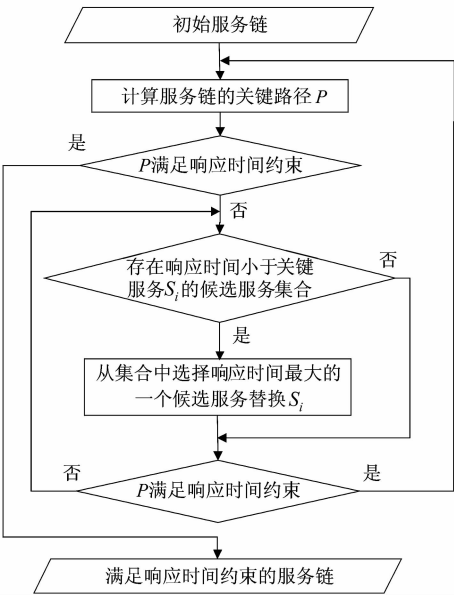 初始服务链
计算服务链的关键路径P
是
P满足响应时间约束
否
存在响应时间小于关键
服务Si的候选服务集合
否
是
从集合中选择响应时间最大的
一个候选服务替换Si
否
P满足响应时间约束
是
满足响应时间约束的服务链